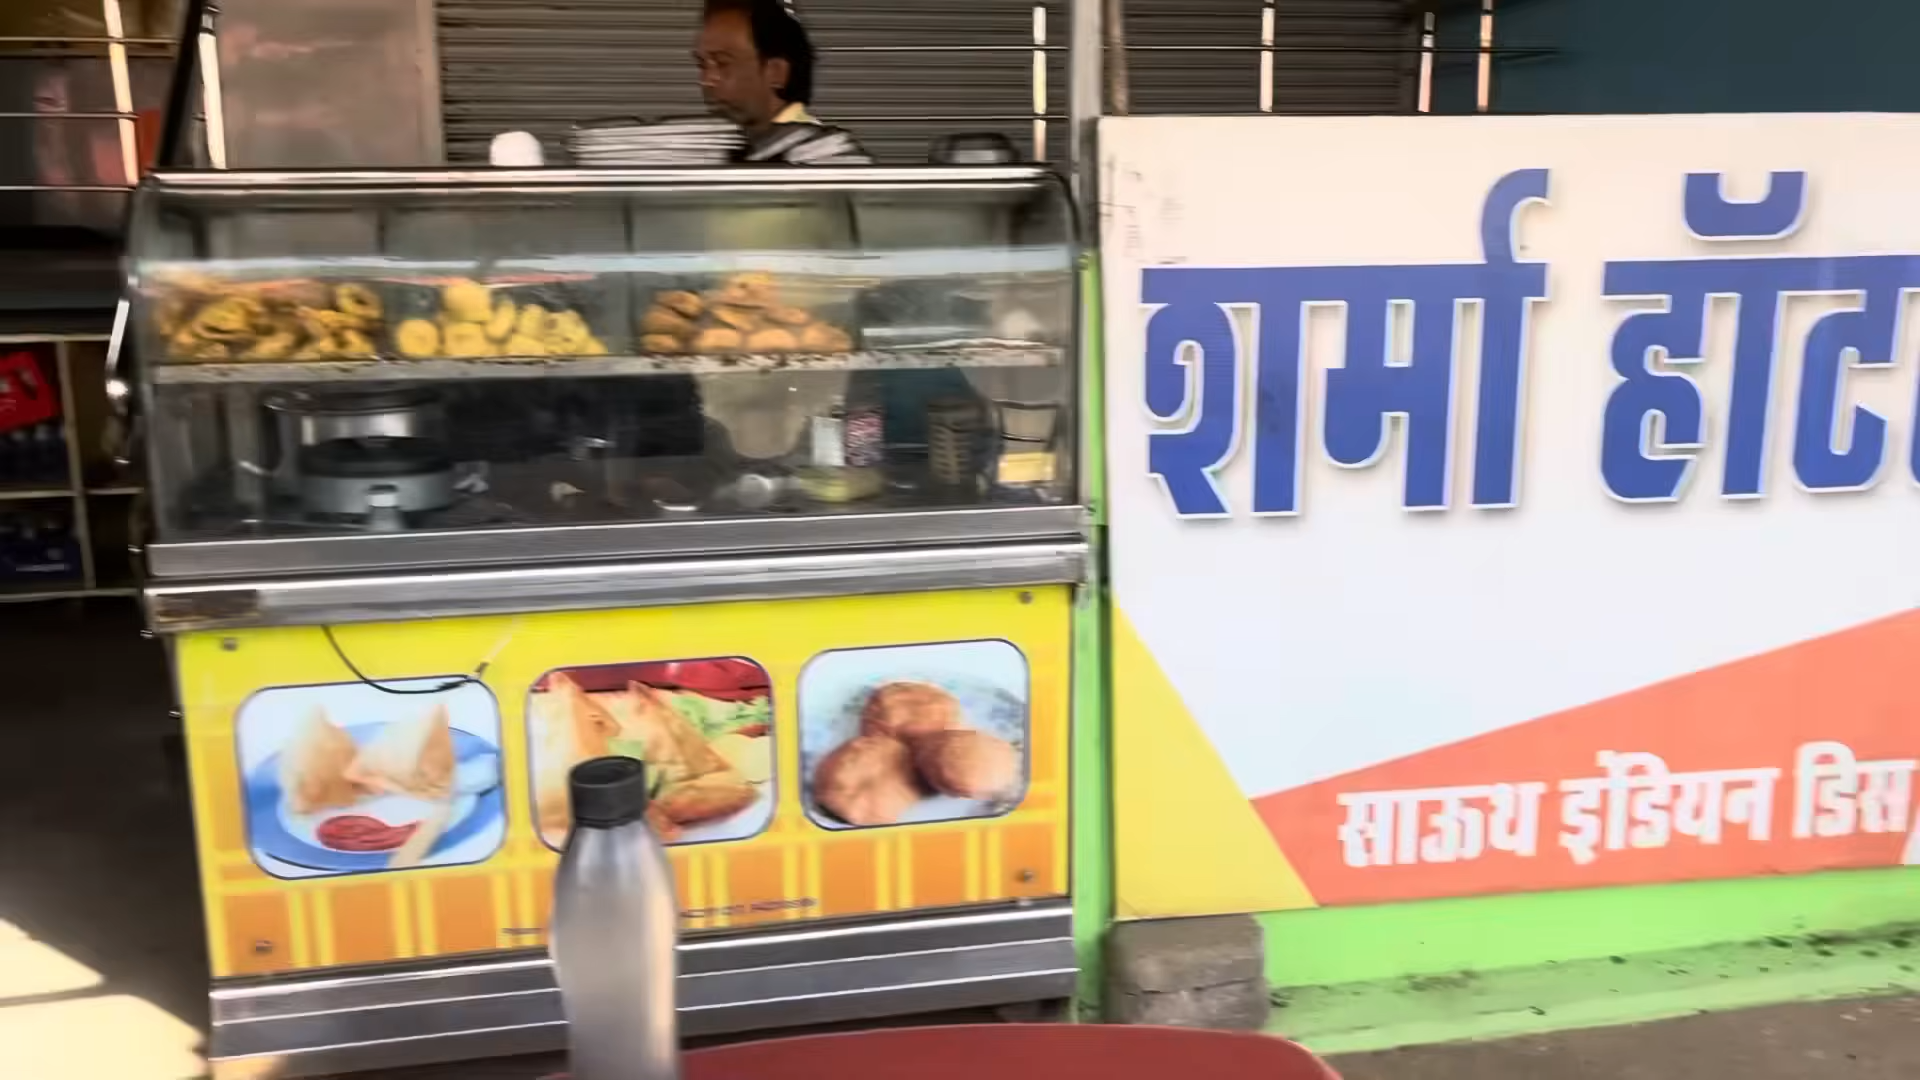 शर्मा हॉट
साऊथ इंडियन डिस